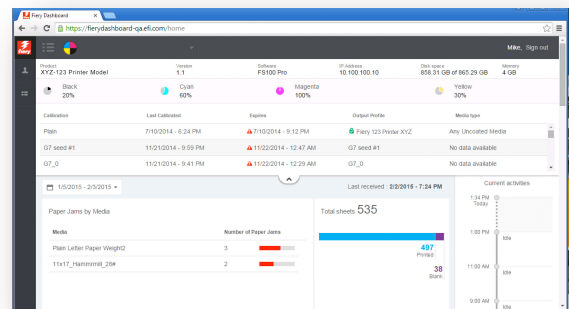 Fiery Dashboard
https://fierydashboard-qa.efi.com/home
fiery
Mike, Sign out
Product Version Software IP Address Disk space Memory
XYZ-123 Printer Model 1.1 FS100 Pro 10.100.100.10 858.31 GB of 865.29 GB 4 GB
Black Cyan Magenta Yellow
20% 60% 100% 30%
Calibration Last Calibrated Expires Output Profile Media type
Plain 7/10/2014 - 6:24 PM 7/10/2014 - 9:12 PM Fiery 123 Printer XYZ Any Uncoated Media
G7 seed #1 11/21/2014 - 9:59 PM 11/22/2014 - 12:47 AM G7 seed #1 No data available
G7_0 11/21/2014 - 9:41 PM 11/22/2014 - 12:29 AM G7_0 No data available
1/5/2015 - 2/3/2015 Last received : 2/2/2015 - 7:24 PM
Paper Jams by Media
Media Number of Paper Jams
Plain Letter Paper Weight2 3
11x17_Hammrmill_28# 2
Total sheets 535
497
Printed
38
Blank
Current activities
1:34 PM
Today
1:00 PM
Idle
11:00 AM
Idle
9:00 AM
Idle